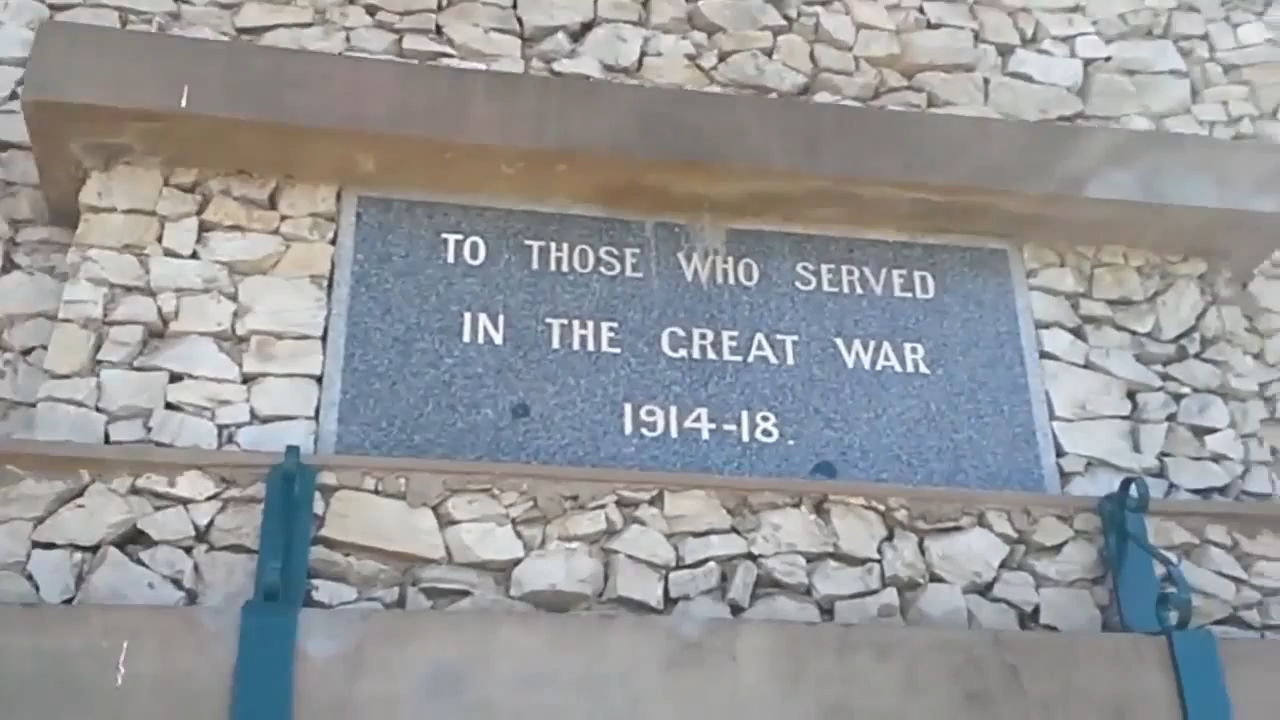 TO THOSE WHO SERVED
IN THE GREAT WAR
1914-18.